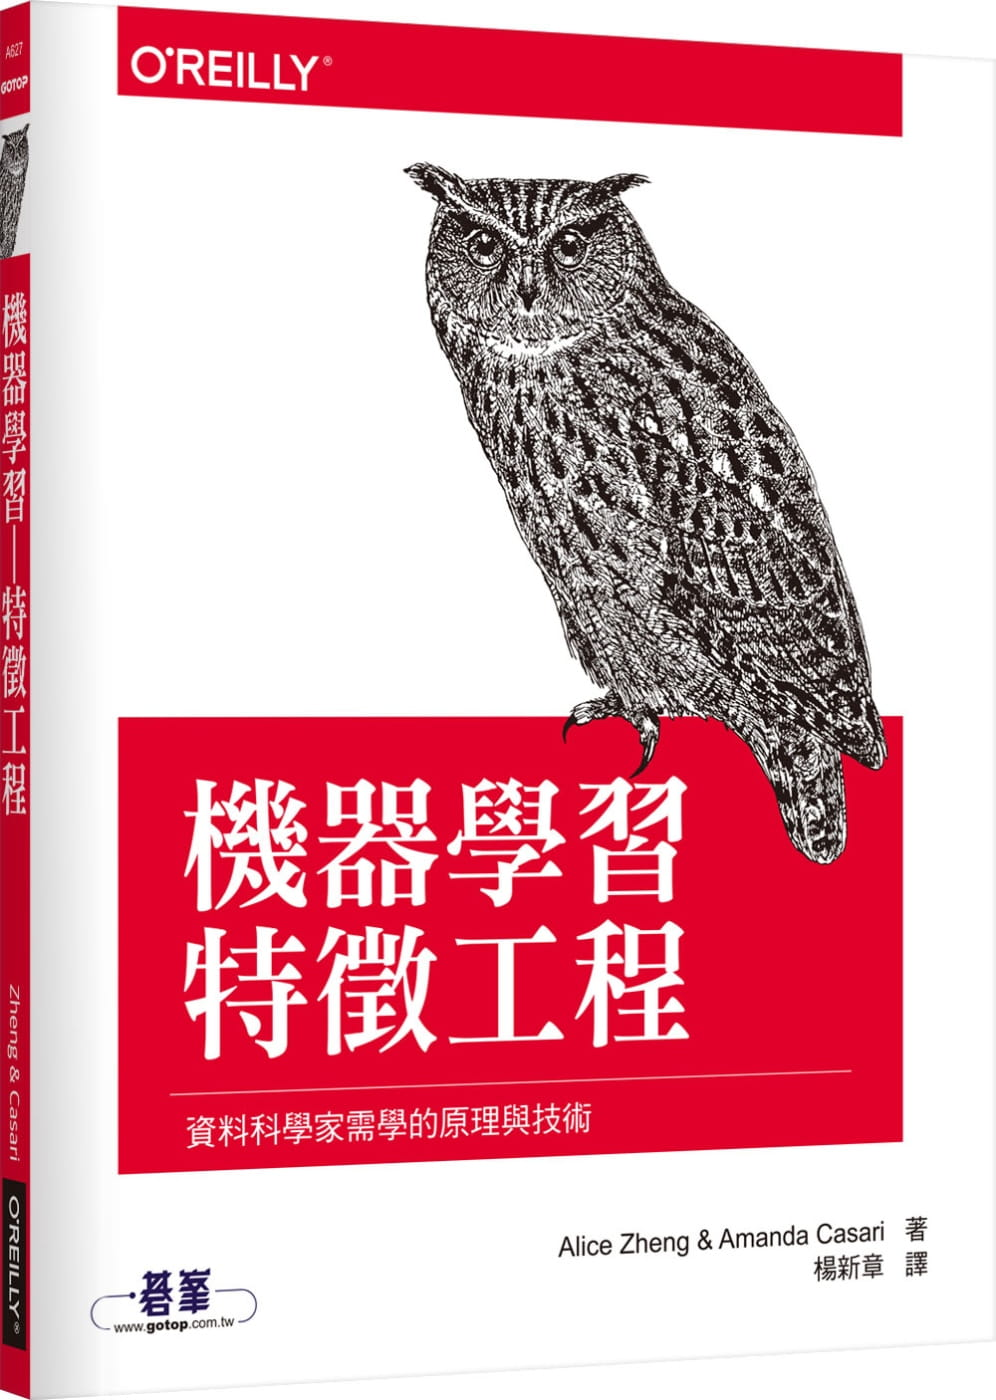 A627
GOTOP
機器學習—特徵工程
Zheng & Casari
O'REILLY®
O'REILLY®
機器學習
特徵工程
資料科學家需學的原理與技術
Alice Zheng & Amanda Casari 著
楊新章 譯
碁峯
www.gotop.com.tw